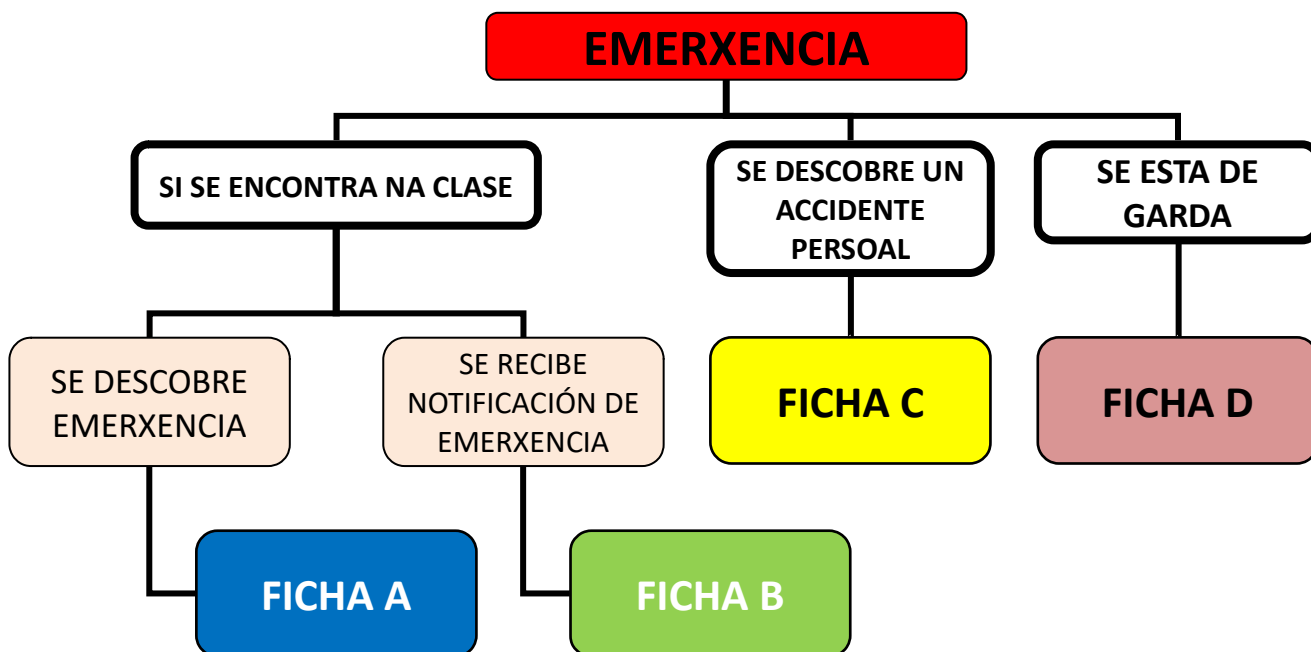 EMERXENCIA
SI SE ENCONTRA NA CLASE
SE DESCOBRE UN
ACCIDENTE
PERSOAL
SE ESTA DE
GARDA
SE DESCOBRE
EMERXENCIA
SE RECIBE
NOTIFICACIÓN DE
EMERXENCIA
FICHA C
FICHA D
FICHA A
FICHA B